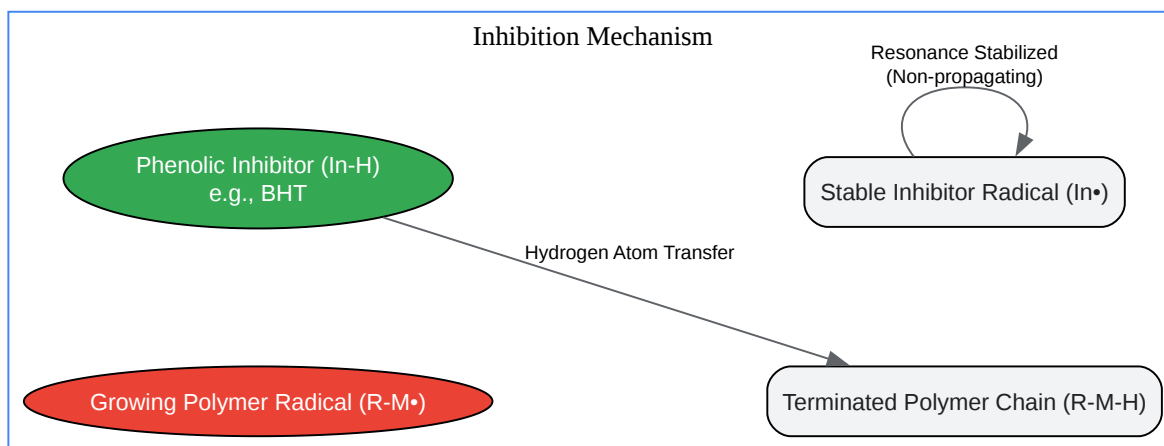 Inhibition Mechanism
Resonance Stabilized
(Non-propagating)
Phenolic Inhibitor (In-H)
e.g., BHT
Stable Inhibitor Radical (In•)
Hydrogen Atom Transfer
Growing Polymer Radical (R-M•)
Terminated Polymer Chain (R-M-H)